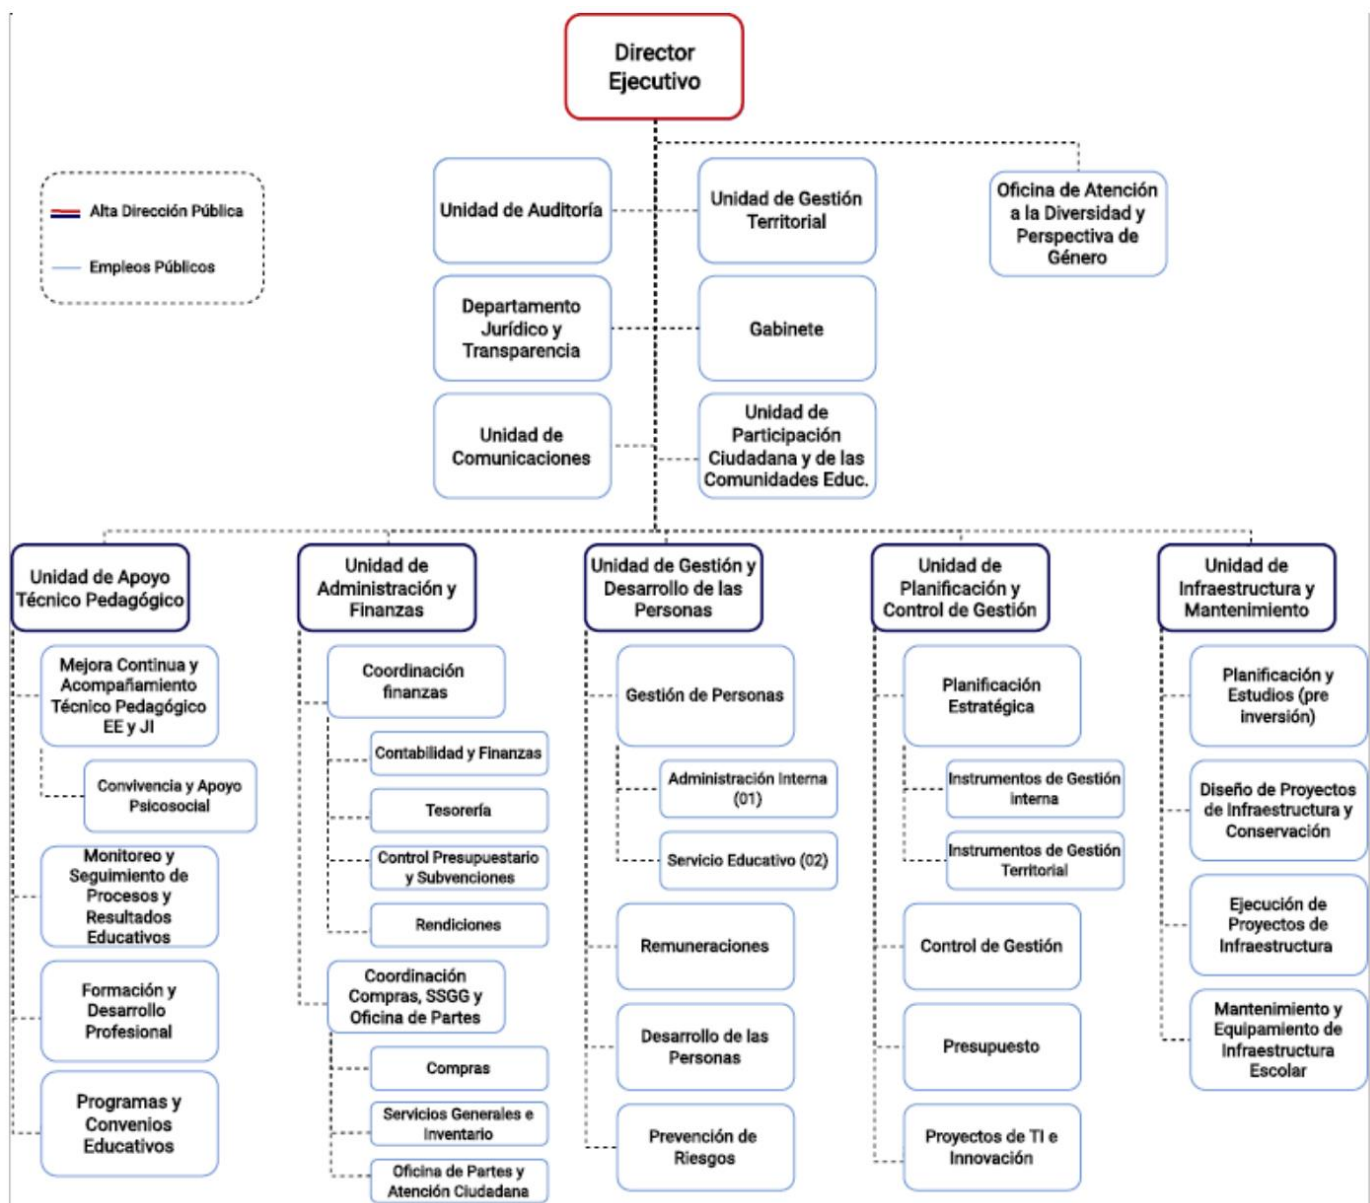 Director
Ejecutivo
Alta Dirección Pública
Empleos Públicos
Unidad de Auditoría
Unidad de Gestión
Territorial
Oficina de Atención
a la Diversidad y
Perspectiva de
Género
Departamento
Jurídico y
Transparencia
Gabinete
Unidad de
Comunicaciones
Unidad de
Participación
Ciudadana y de las
Comunidades Educ.
Unidad de Apoyo
Técnico Pedagógico
Mejora Continua y
Acompañamiento
Técnico Pedagógico
EE y JI
Convivencia y Apoyo
Psicosocial
Monitoreo y
Seguimiento de
Procesos y
Resultados
Educativos
Formación y
Desarrollo
Profesional
Programas y
Convenios
Educativos
Unidad de
Administración y
Finanzas
Coordinación
finanzas
Contabilidad y Finanzas
Tesorería
Control Presupuestario
y Subvenciones
Rendiciones
Coordinación
Compras, SSGG y
Oficina de Partes
Compras
Servicios Generales e
Inventario
Oficina de Partes y
Atención Ciudadana
Unidad de Gestión y
Desarrollo de las
Personas
Gestión de Personas
Administración Interna
(01)
Servicio Educativo (02)
Remuneraciones
Desarrollo de las
Personas
Prevención de
Riesgos
Unidad de
Planificación y
Control de Gestión
Planificación
Estratégica
Instrumentos de Gestión
interna
Instrumentos de Gestión
Territorial
Control de Gestión
Presupuesto
Proyectos de TI e
Innovación
Unidad de
Infraestructura y
Mantenimiento
Planificación y
Estudios (pre
inversión)
Diseño de Proyectos
de Infraestructura y
Conservación
Ejecución de
Proyectos de
Infraestructura
Mantenimiento y
Equipamiento de
Infraestructura
Escolar